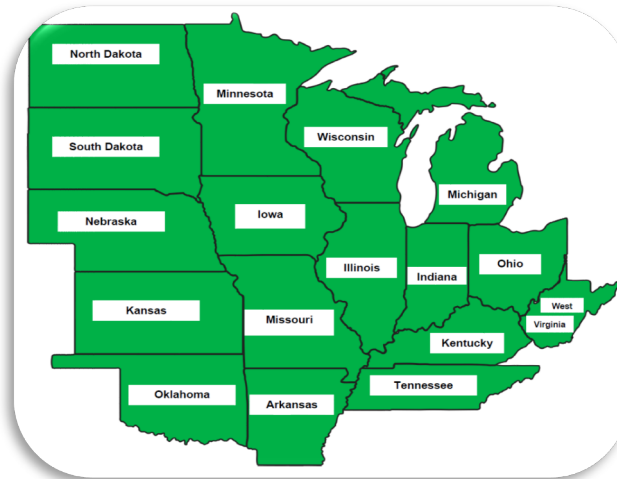 North Dakota
Minnesota
Wisconsin
South Dakota
Michigan
Nebraska
Iowa
Illinois
Indiana
Ohio
Kansas
Missouri
West
Virginia
Kentucky
Oklahoma
Arkansas
Tennessee